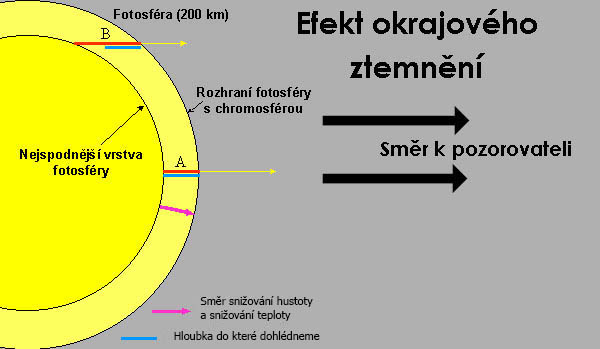 Fotosféra (200 km)
Efekt okrajového
ztemnění
B
Rozhraní fotosféry
s chromosférou
Nejspodnější vrstva
fotosféry
A
Směr k pozorovateli
Směr snižování hustoty
a snižování teploty
Hloubka do které dohlédneme